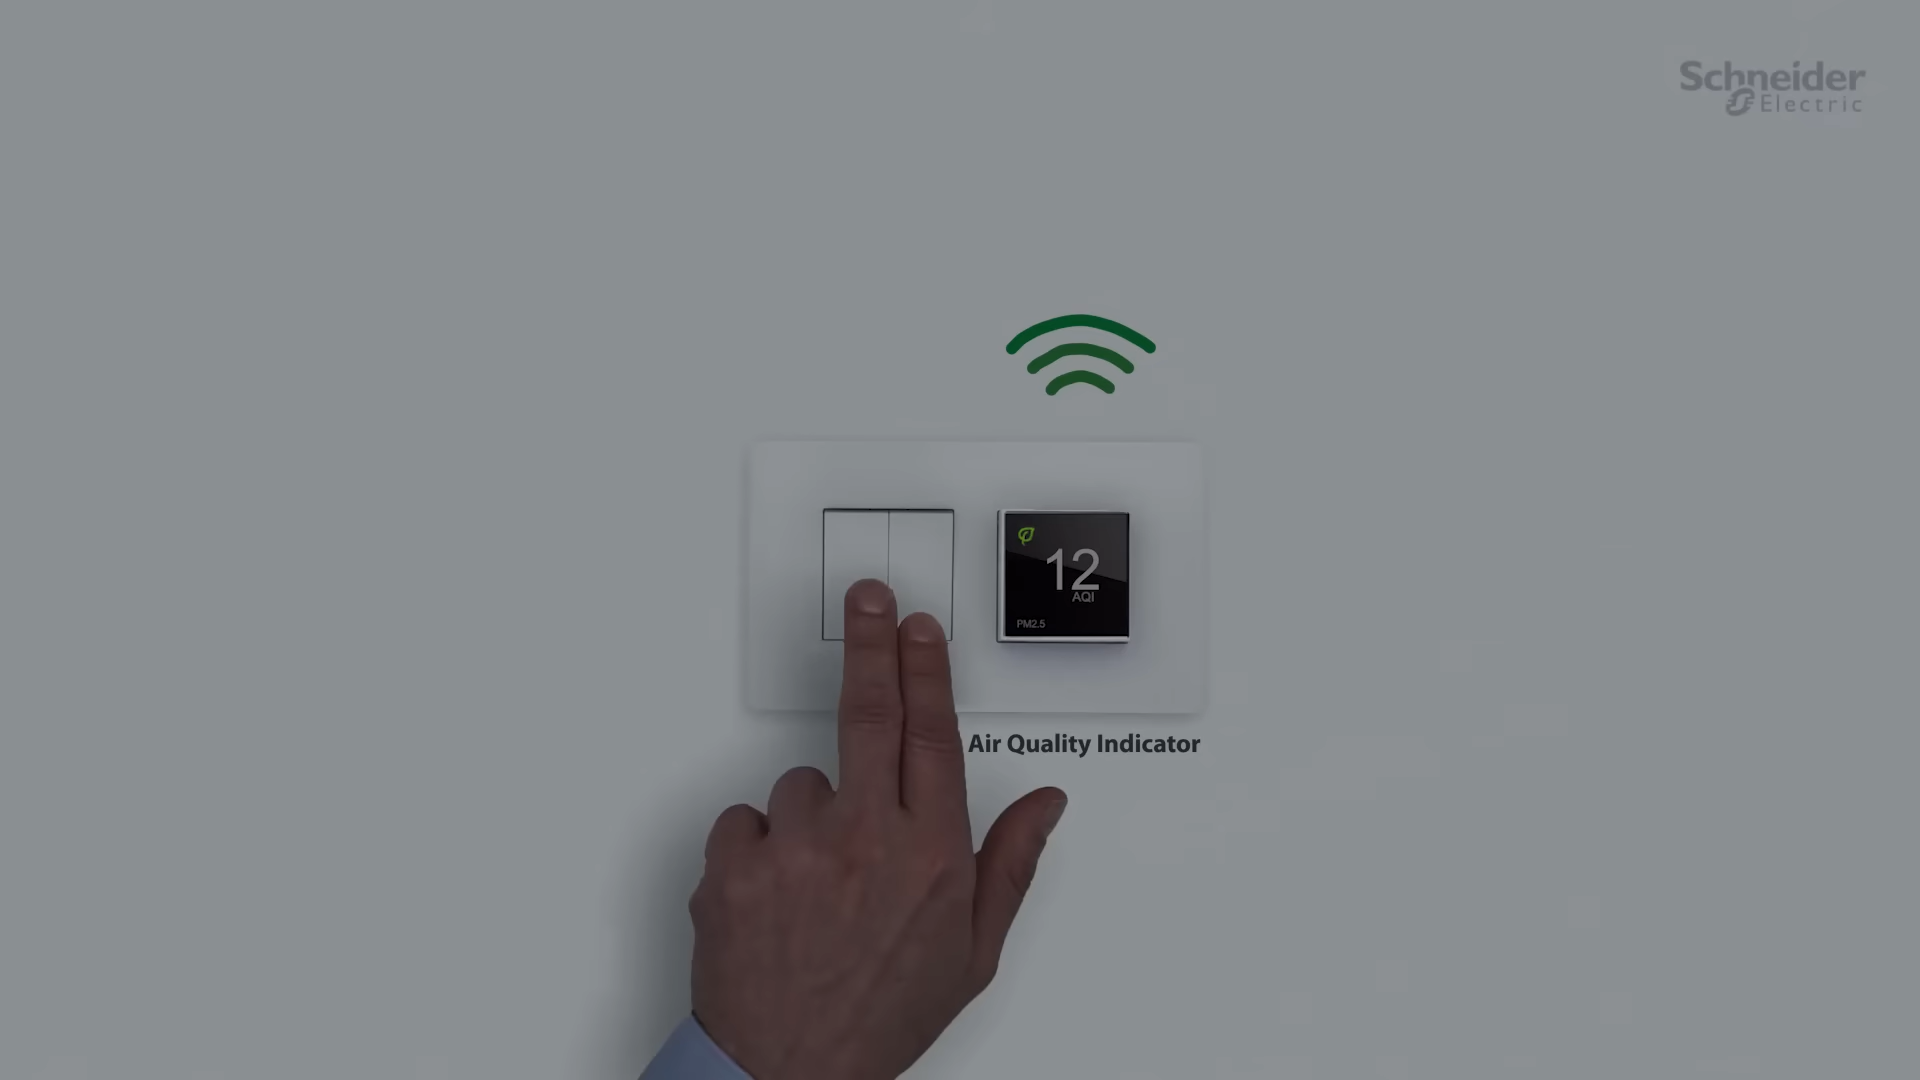 Schneider
Electric
12
AQI
PM2.5
Air Quality Indicator